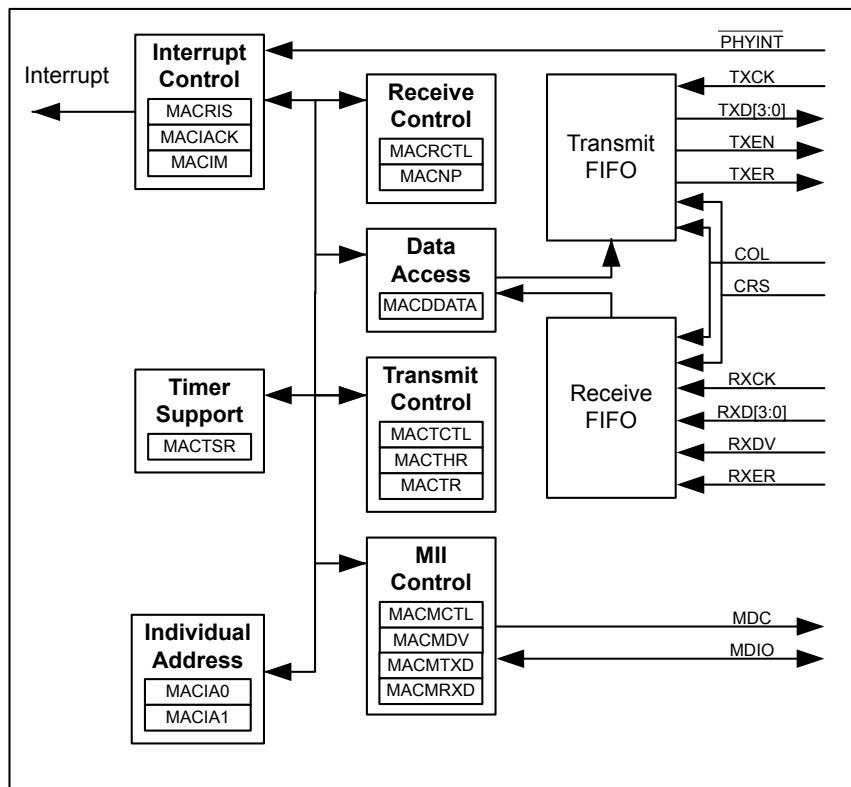 Interrupt
Interrupt
Control
MACRIS
MACIACK
MACIM
Receive
Control
MACRCTL
MACNP
Data
Access
MACDDATA
Timer
Support
MACTSR
Transmit
Control
MACTCTL
MACTHR
MACTR
Individual
Address
MACIA0
MACIA1
MII
Control
MACMCTL
MACMDV
MACMTXD
MACMRXD
Transmit
FIFO
Receive
FIFO
PHYINT
TXCK
TXD[3:0]
TXEN
TXER
COL
CRS
RXCK
RXD[3:0]
RXDV
RXER
MDC
MDIO